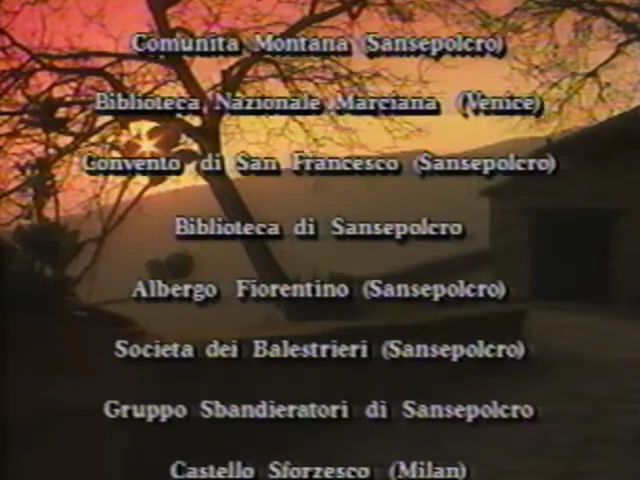 Comunita Montana (Sansepolcro)
Biblioteca Nazionale Marciana (Venice)
Convento di San Francesco (Sansepolcro)
Biblioteca di Sansepolcro
Albergo Fiorentino (Sansepolcro)
Societa dei Balestrieri (Sansepolcro)
Gruppo Sbandieratori di Sansepolcro
Castello Sforzesco (Milan)